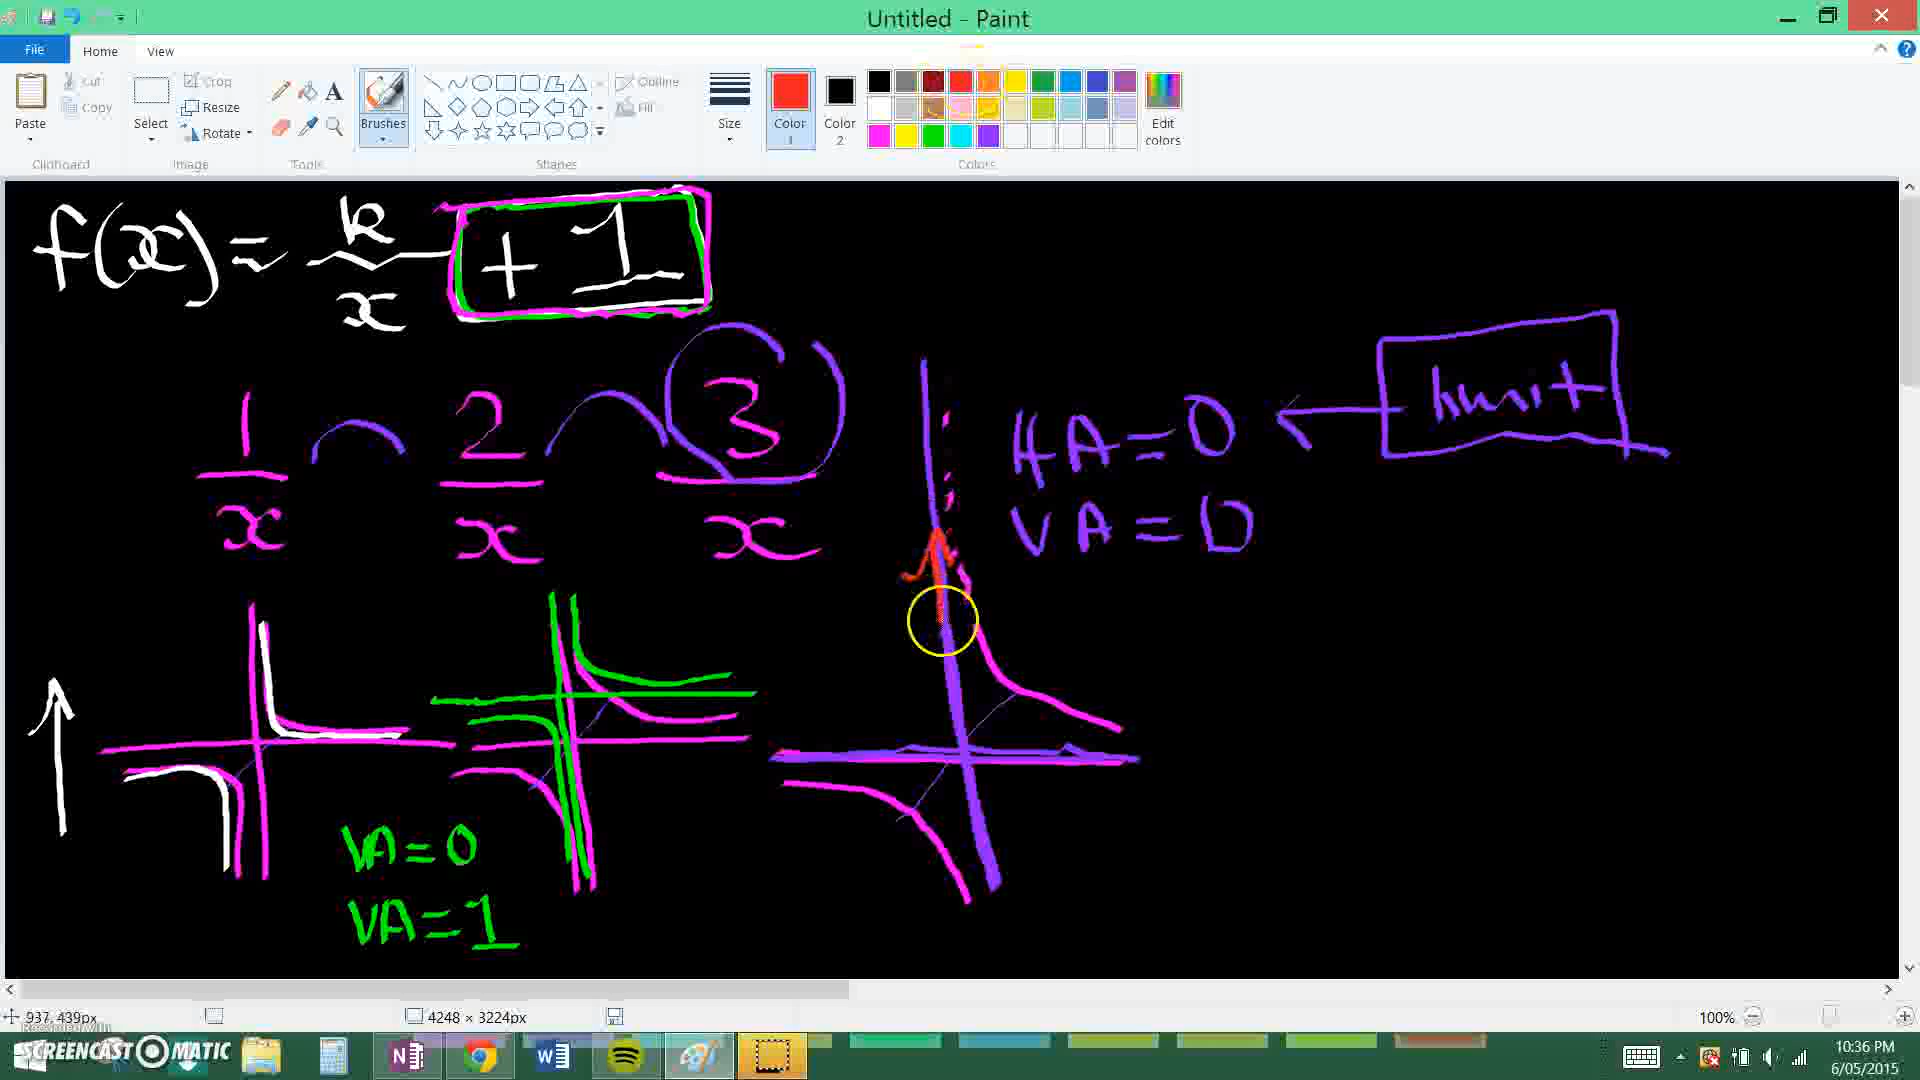 Untitled - Paint
File Home View
Paste
Cut
Copy
Clipboard
Select
Crop
Resize
Rotate
Image
Tools
Brushes
Shapes
Outline
Fill
Size
Color 1
Color 2
Edit colors
Colors
f(x) = k/x + 1
1/x 2/x 3/x
HA = 0
VA = 0
limit
VA = 0
VA = 1
937, 439px
4248 × 3224px
100%
SCREENCAST MATIC
10:36 PM
6/05/2015